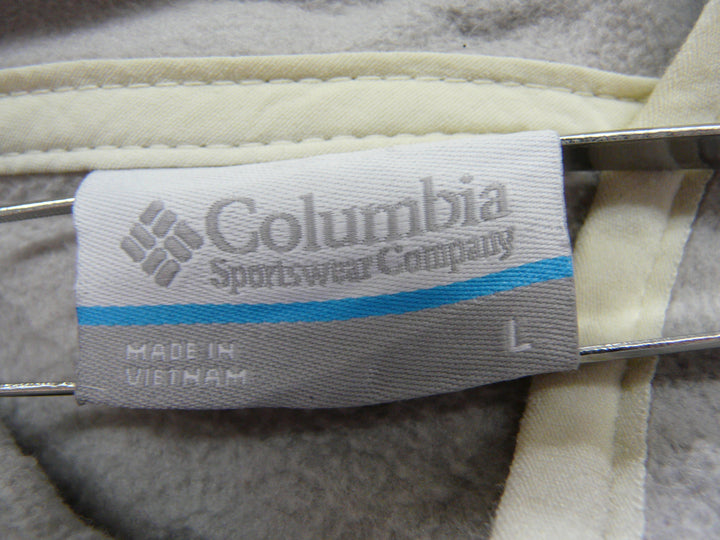 Columbia
Sportswear Company
MADE IN
VIETNAM
L